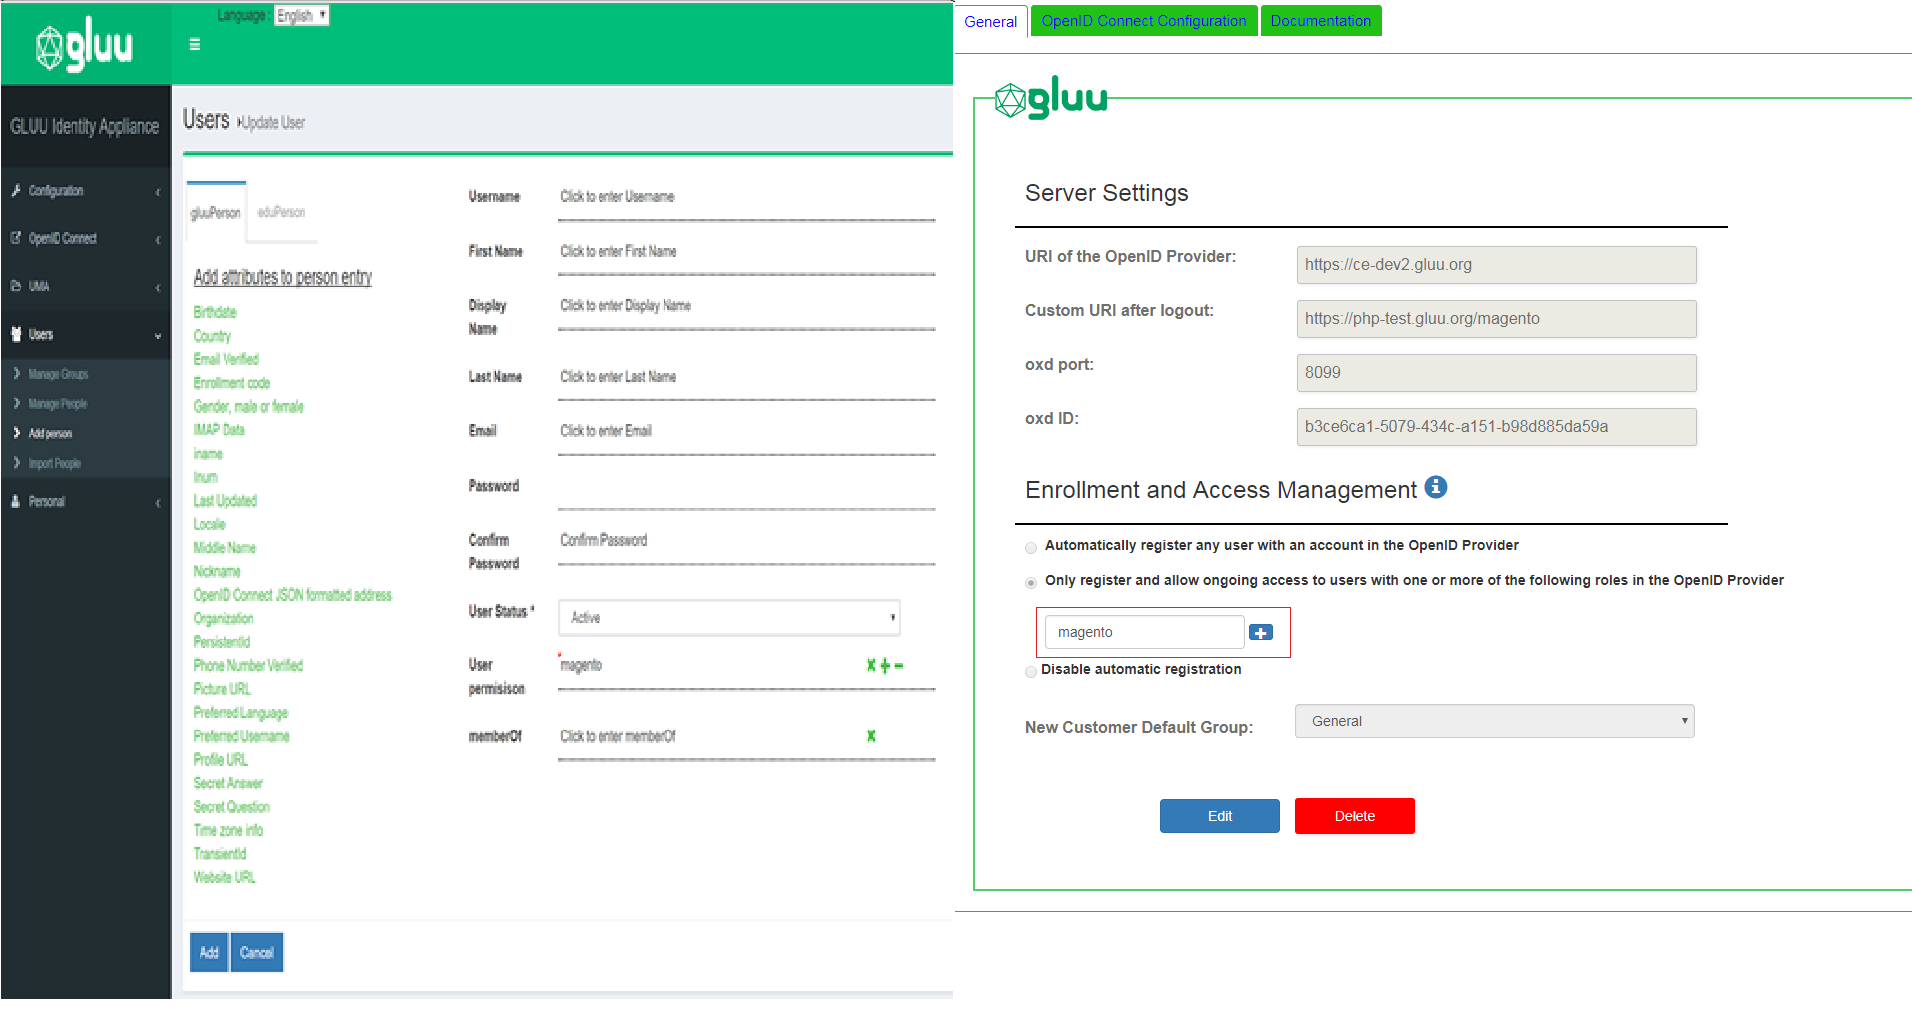 Language : English
gluu
GLUU Identity Appliance
Configuration
OpenID Connect
UMA
Users
Manage Groups
Manage People
Add person
Import People
Personal
Users Update User
gluuPerson eduPerson
Add attributes to person entry
Birthdate
Country
Email Verified
Enrollment code
Gender, male or female
IMAP Data
iname
Inum
Last Updated
Locale
Middle Name
Nickname
OpenID Connect JSON formatted address
Organization
PersistentId
Phone Number Verified
Picture URL
Preferred Language
Preferred Username
Profile URL
Secret Answer
Secret Question
Time zone info
TransientId
Website URL
Username Click to enter Username
First Name Click to enter First Name
Display Click to enter Display Name
Name
Last Name Click to enter Last Name
Email Click to enter Email
Password
Confirm Confirm Password
Password
User Status * Active
User * magento
permisison
memberOf Click to enter memberOf
Add Cancel
General OpenID Connect Configuration Documentation
gluu
Server Settings
URI of the OpenID Provider: https://ce-dev2.gluu.org
Custom URI after logout: https://php-test.gluu.org/magento
oxd port: 8099
oxd ID: b3ce6ca1-5079-434c-a151-b98d885da59a
Enrollment and Access Management
Automatically register any user with an account in the OpenID Provider
Only register and allow ongoing access to users with one or more of the following roles in the OpenID Provider
magento
Disable automatic registration
New Customer Default Group: General
Edit Delete